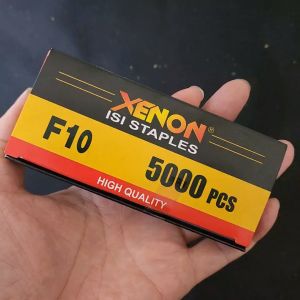 XENON®
ISI STAPLES
F10
5000 PCS
HIGH QUALITY